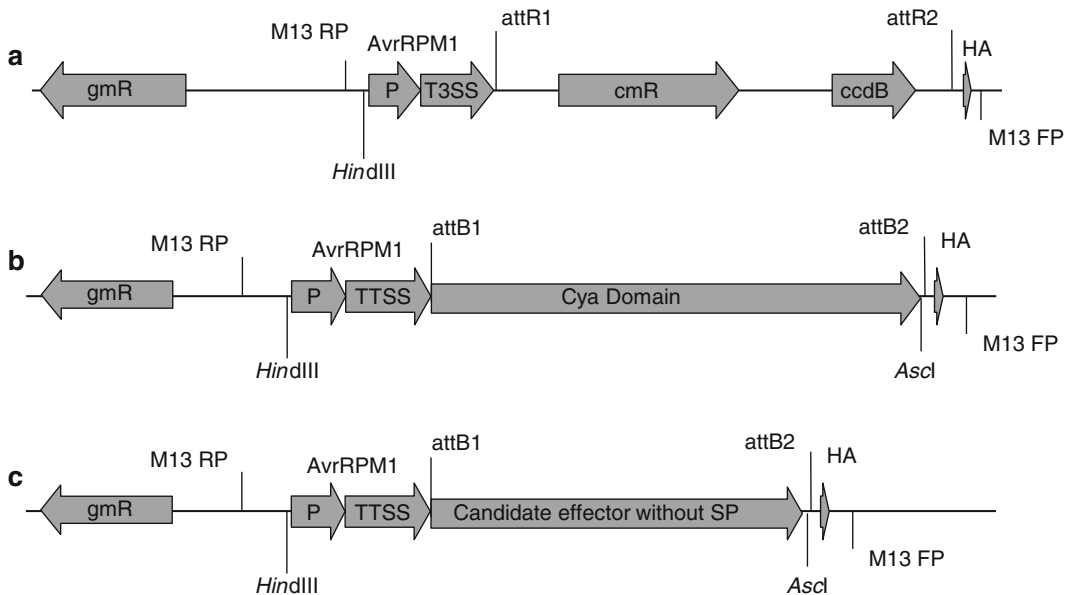 a
M13 RP
AvrRPM1
attR1
attR2
HA
gmR
P
T3SS
cmR
ccdB
HindIII
M13 FP
b
M13 RP
AvrRPM1
attB1
attB2
HA
gmR
P
TTSS
Cya Domain
HindIII
AscI
M13 FP
c
M13 RP
AvrRPM1
attB1
attB2
HA
gmR
P
TTSS
Candidate effector without SP
HindIII
AscI
M13 FP